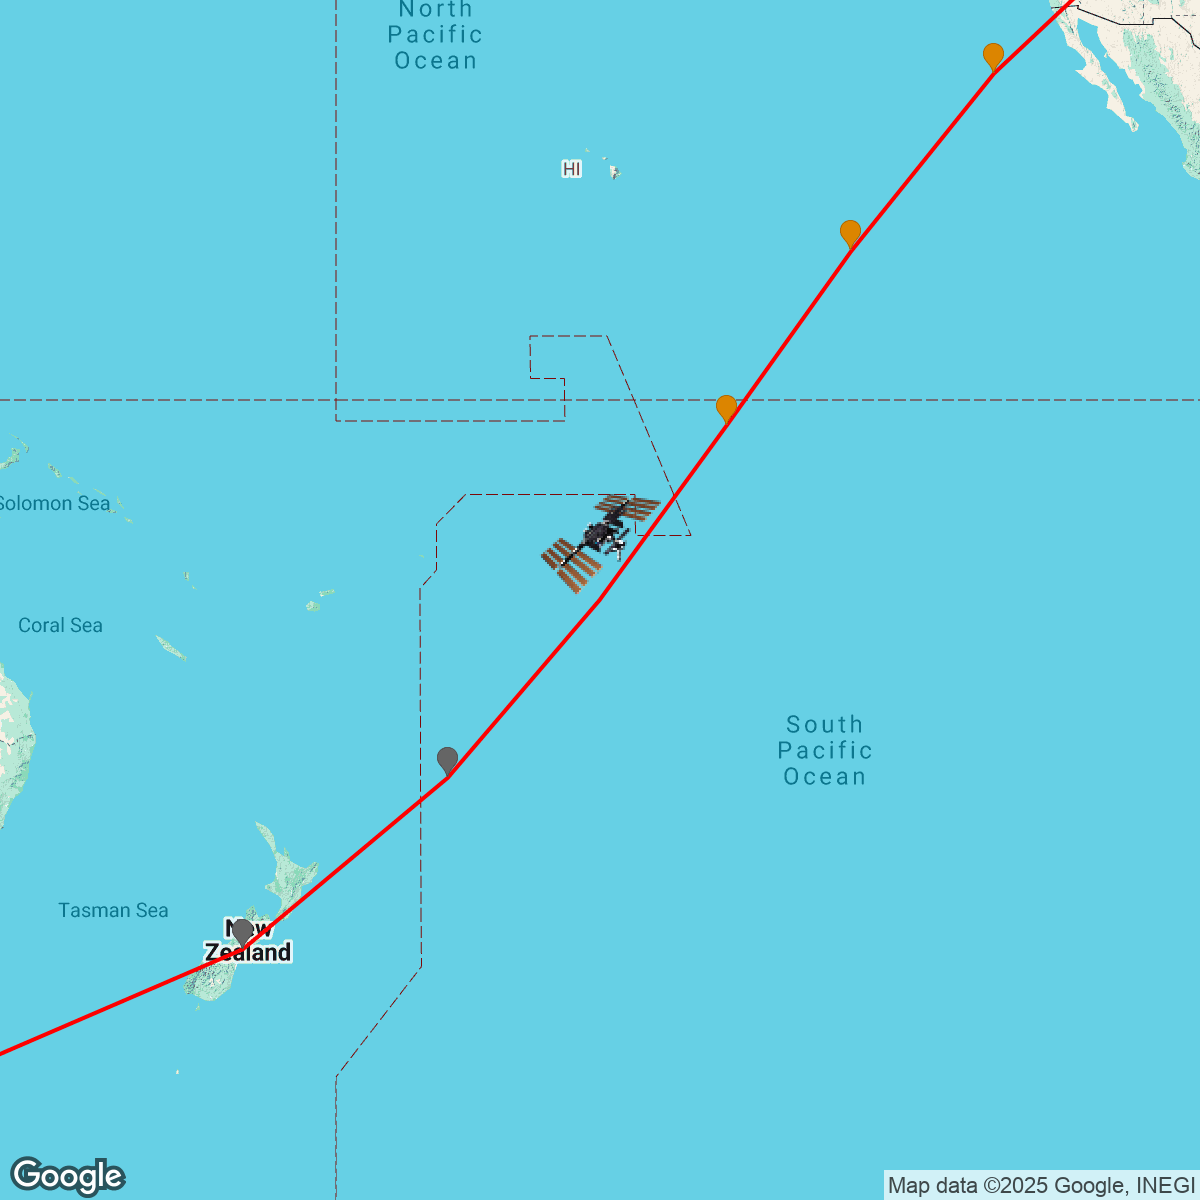 North
Pacific
Ocean
HI
Solomon Sea
Coral Sea
South
Pacific
Ocean
Tasman Sea
New
Zealand
Google
Map data ©2025 Google, INEGI